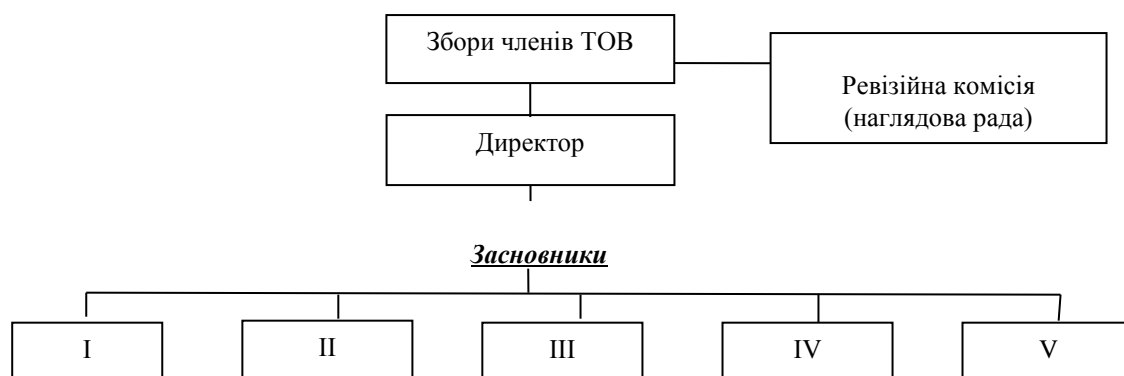 Збори членів ТОВ
Ревізійна комісія
(наглядова рада)
Директор
Засновники
I
II
III
IV
V